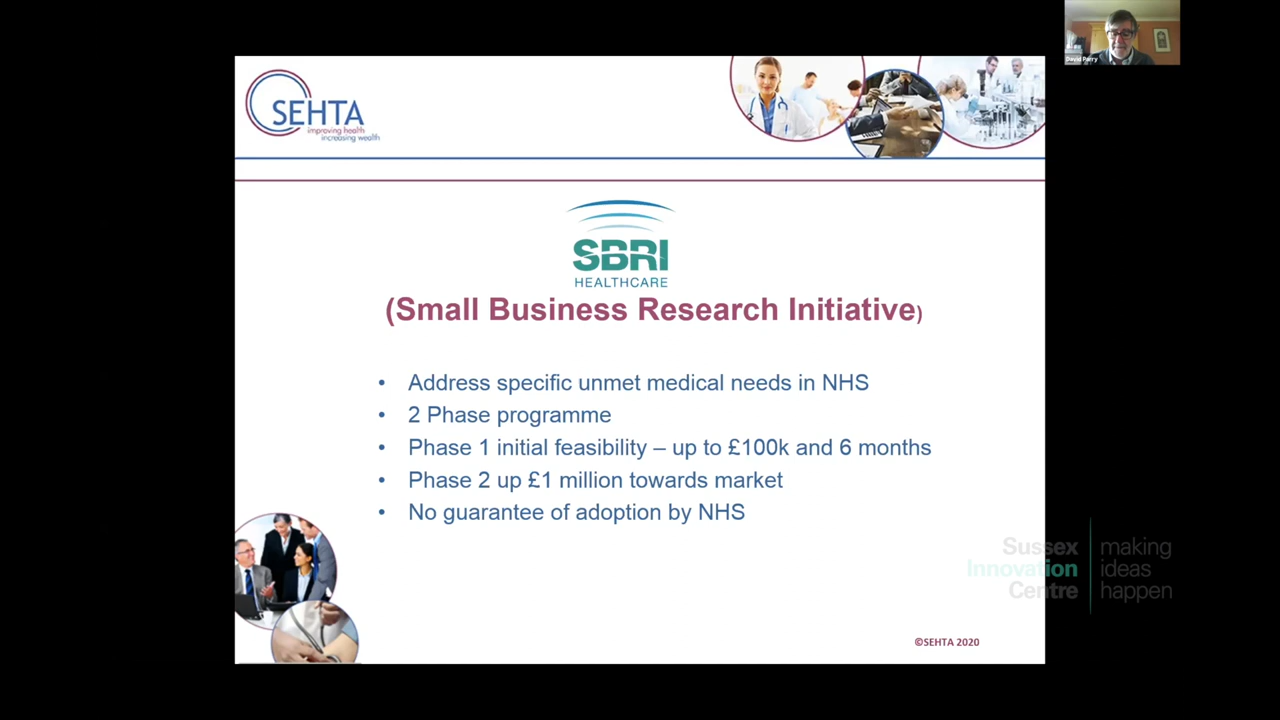 David Parry
SEHTA
improving health
increasing wealth
SBRI
HEALTHCARE
(Small Business Research Initiative)
• Address specific unmet medical needs in NHS
• 2 Phase programme
• Phase 1 initial feasibility – up to £100k and 6 months
• Phase 2 up £1 million towards market
• No guarantee of adoption by NHS
Sussex
Innovation
Centre
making
ideas
happen
©SEHTA 2020